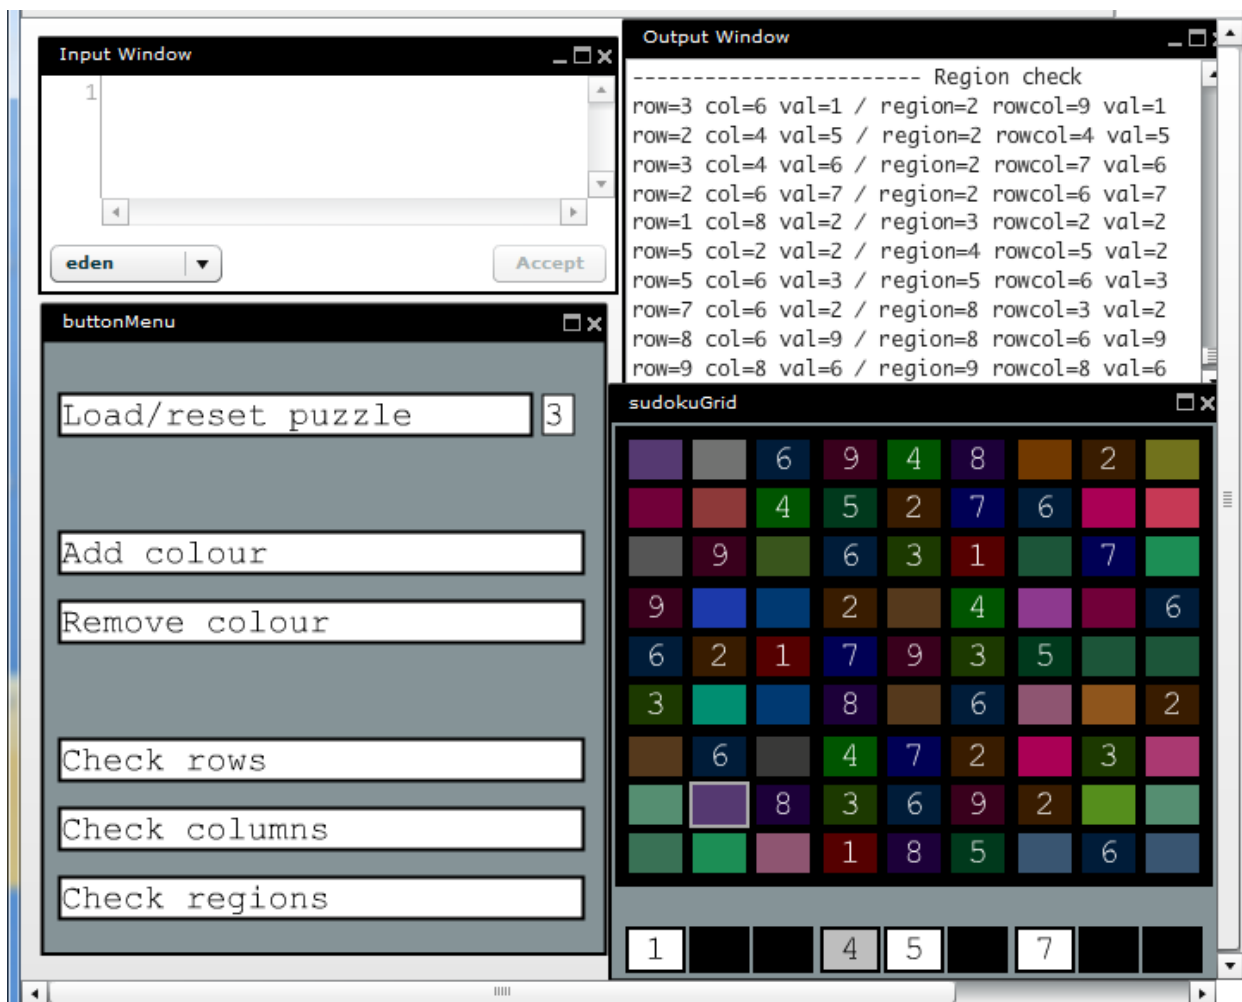 Input Window
1
eden
Accept
Output Window
------------------------ Region check
row=3 col=6 val=1 / region=2 rowcol=9 val=1
row=2 col=4 val=5 / region=2 rowcol=4 val=5
row=3 col=4 val=6 / region=2 rowcol=7 val=6
row=2 col=6 val=7 / region=2 rowcol=6 val=7
row=1 col=8 val=2 / region=3 rowcol=2 val=2
row=5 col=2 val=2 / region=4 rowcol=5 val=2
row=5 col=6 val=3 / region=5 rowcol=6 val=3
row=7 col=6 val=2 / region=8 rowcol=3 val=2
row=8 col=6 val=9 / region=8 rowcol=6 val=9
row=9 col=8 val=6 / region=9 rowcol=8 val=6
buttonMenu
Load/reset puzzle 3
Add colour
Remove colour
Check rows
Check columns
Check regions
sudokuGrid
6 9 4 8 2
4 5 2 7 6
9 6 3 1 7
9 2 4 6
6 2 1 7 9 3 5
3 8 6 2
6 4 7 2 3
8 3 6 9 2
1 8 5 6
1 4 5 7